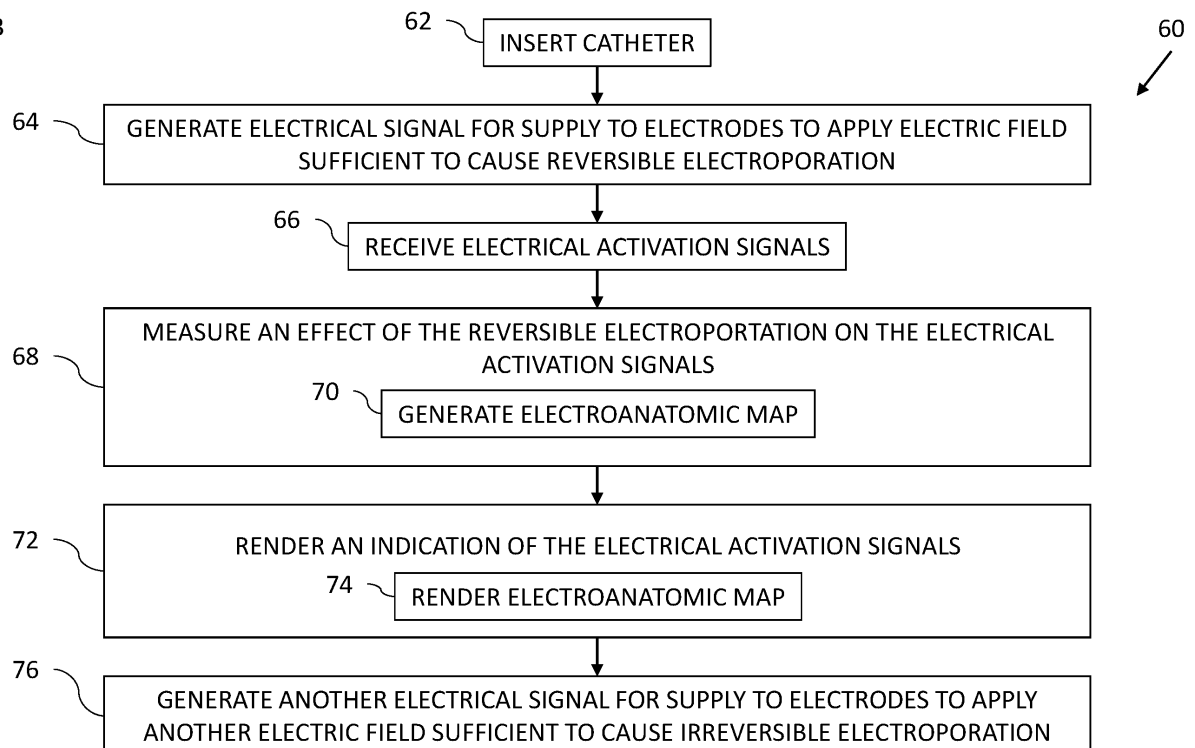 62
INSERT CATHETER
60
64
GENERATE ELECTRICAL SIGNAL FOR SUPPLY TO ELECTRODES TO APPLY ELECTRIC FIELD
SUFFICIENT TO CAUSE REVERSIBLE ELECTROPORATION
66
RECEIVE ELECTRICAL ACTIVATION SIGNALS
68
MEASURE AN EFFECT OF THE REVERSIBLE ELECTROPORTATION ON THE ELECTRICAL
ACTIVATION SIGNALS
70
GENERATE ELECTROANATOMIC MAP
72
RENDER AN INDICATION OF THE ELECTRICAL ACTIVATION SIGNALS
74
RENDER ELECTROANATOMIC MAP
76
GENERATE ANOTHER ELECTRICAL SIGNAL FOR SUPPLY TO ELECTRODES TO APPLY
ANOTHER ELECTRIC FIELD SUFFICIENT TO CAUSE IRREVERSIBLE ELECTROPORATION